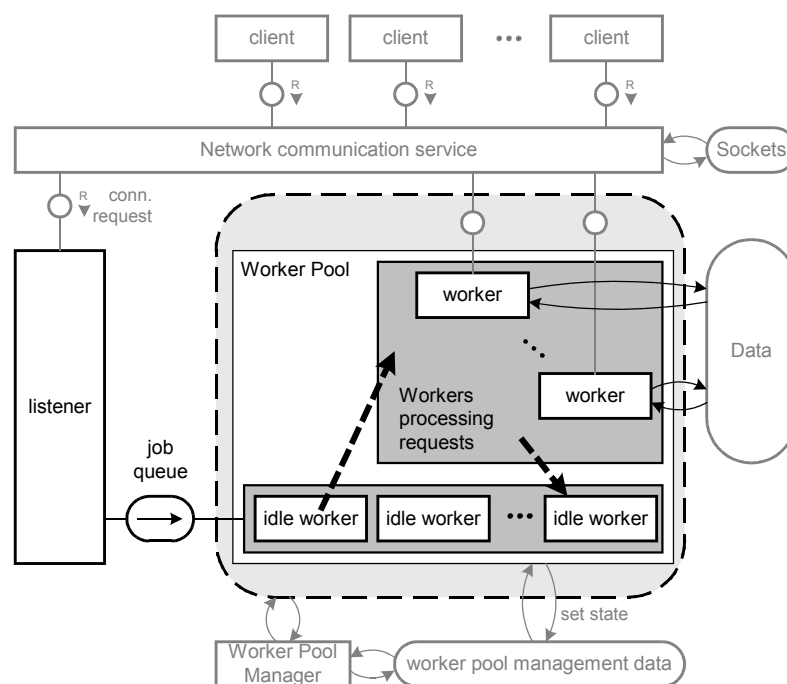 client
client
client
R
R
R
Network communication service
Sockets
R
conn.
request
Worker Pool
worker
Data
worker
Workers
processing
requests
listener
job
queue
idle worker
idle worker
idle worker
set state
Worker Pool
Manager
worker pool management data